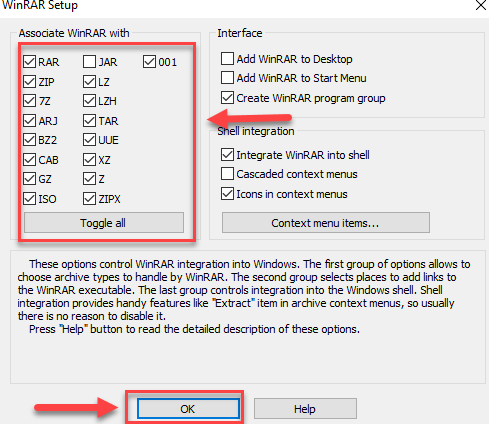 WinRAR Setup
Associate WinRAR with
RAR JAR 001
ZIP LZ
7Z LZH
ARJ TAR
BZ2 UUE
CAB XZ
GZ Z
ISO ZIPX
Toggle all
Interface
Add WinRAR to Desktop
Add WinRAR to Start Menu
Create WinRAR program group
Shell integration
Integrate WinRAR into shell
Cascaded context menus
Icons in context menus
Context menu items...
These options control WinRAR integration into Windows. The first group of options allows to
choose archive types to handle by WinRAR. The second group selects places to add links to
the WinRAR executable. The last group controls integration into the Windows shell. Shell
integration provides handy features like "Extract" item in archive context menus, so usually
there is no reason to disable it.
Press "Help" button to read the detailed description of these options.
OK
Help